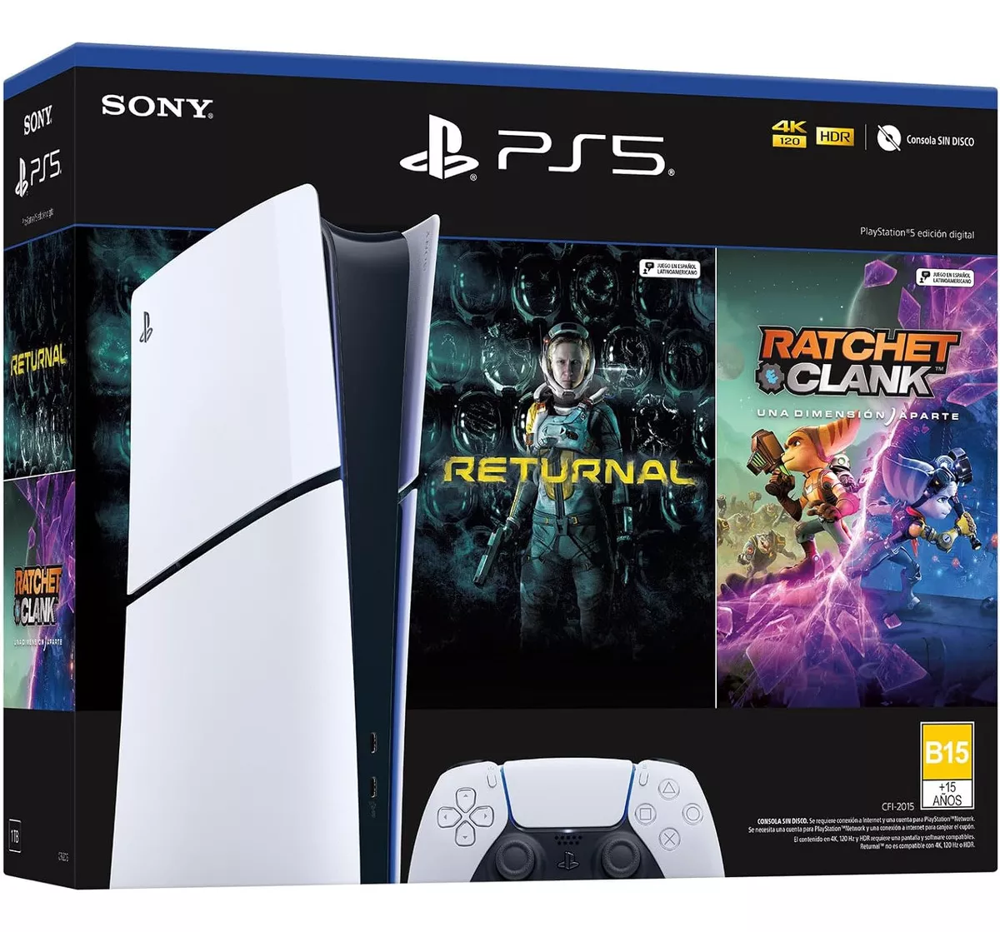 SONY®
PS5®
4K
120
HDR
Consola SIN DISCO
PlayStation®5 edición digital
SONY
PS5
RETURNAL
RATCHET
CLANK
UNA DIMENSIÓN APARTE
1TB
SONY
JUEGO EN ESPAÑOL
LATINOAMERICANO
RETURNAL™
JUEGO EN ESPAÑOL
LATINOAMERICANO
RATCHET
CLANK™
UNA DIMENSIÓN APARTE
B15
+15
AÑOS
CFI-2015
CONSOLA SIN DISCO. Se requiere conexión a Internet y una cuenta para PlayStation™Network.
Se necesita una cuenta para PlayStation™Network y una conexión a internet para canjear el cupón.
El contenido en 4K, 120 Hz y HDR requiere una pantalla y software compatibles.
Returnal™ no es compatible con 4K, 120 Hz o HDR.